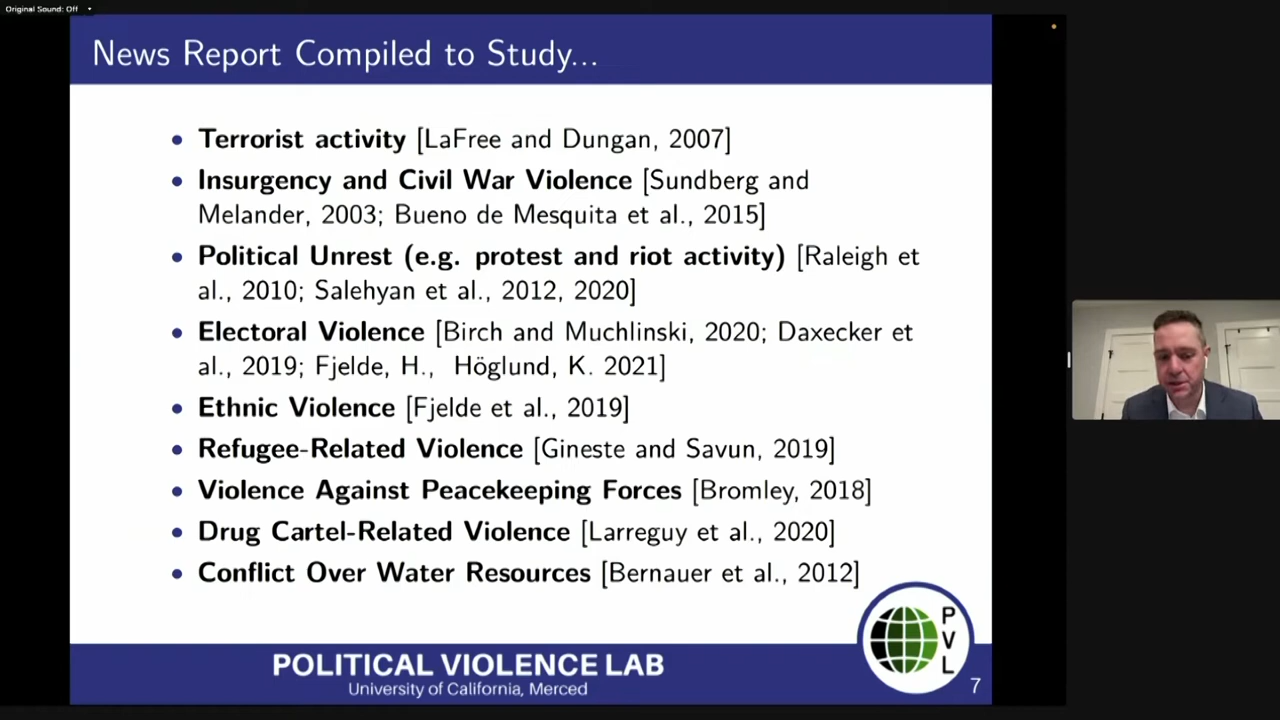 Original Sound: Off
News Report Compiled to Study...
• Terrorist activity [LaFree and Dungan, 2007]
• Insurgency and Civil War Violence [Sundberg and
Melander, 2003; Bueno de Mesquita et al., 2015]
• Political Unrest (e.g. protest and riot activity) [Raleigh et
al., 2010; Salehyan et al., 2012, 2020]
• Electoral Violence [Birch and Muchlinski, 2020; Daxecker et
al., 2019; Fjelde, H., Höglund, K. 2021]
• Ethnic Violence [Fjelde et al., 2019]
• Refugee-Related Violence [Gineste and Savun, 2019]
• Violence Against Peacekeeping Forces [Bromley, 2018]
• Drug Cartel-Related Violence [Larreguy et al., 2020]
• Conflict Over Water Resources [Bernauer et al., 2012]
POLITICAL VIOLENCE LAB
University of California, Merced
P
V
L
7